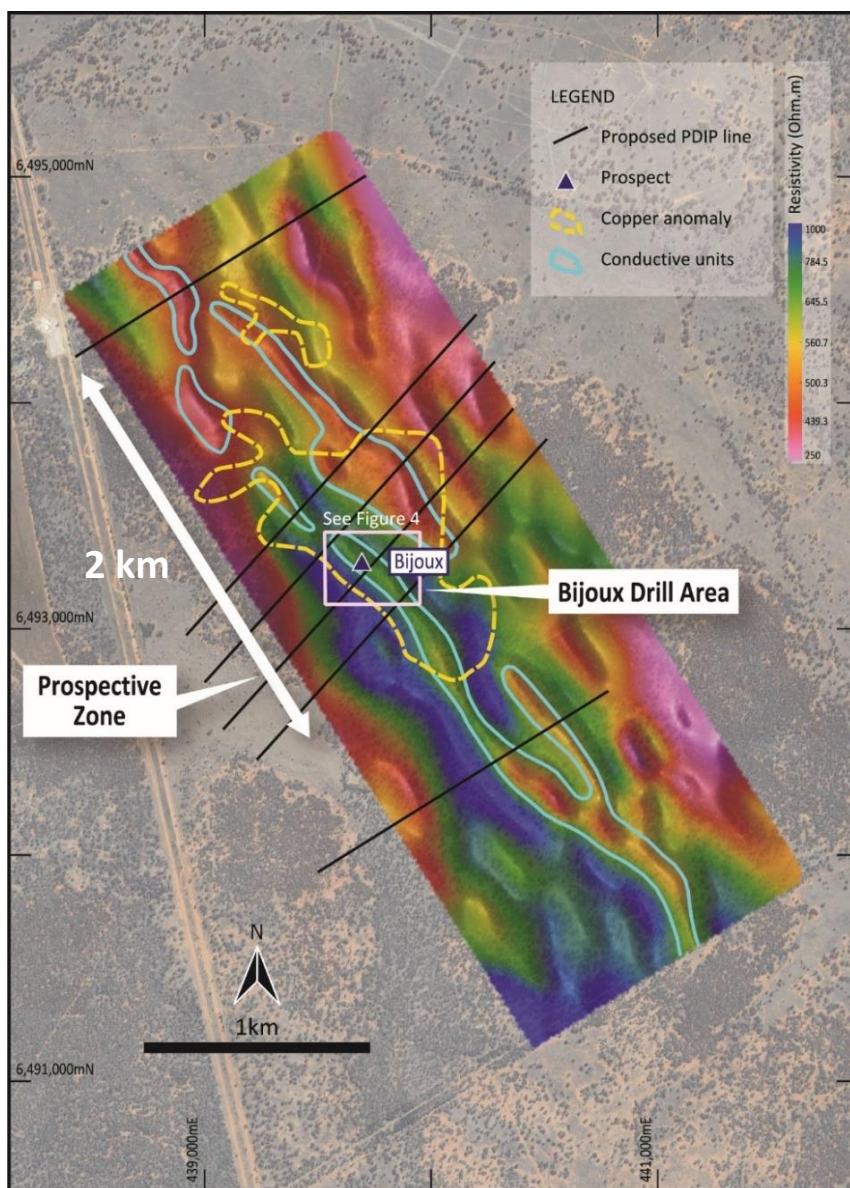 LEGEND
Proposed PDIP line
Prospect
Copper anomaly
Conductive units
Resistivity (Ohm.m)
1000
784.5
645.5
560.7
500.3
439.3
250
6,495,000mN
See Figure 4
Bijoux
2 km
Bijoux Drill Area
6,493,000mN
Prospective
Zone
N
1km
6,491,000mN
439,000mE
441,000mE